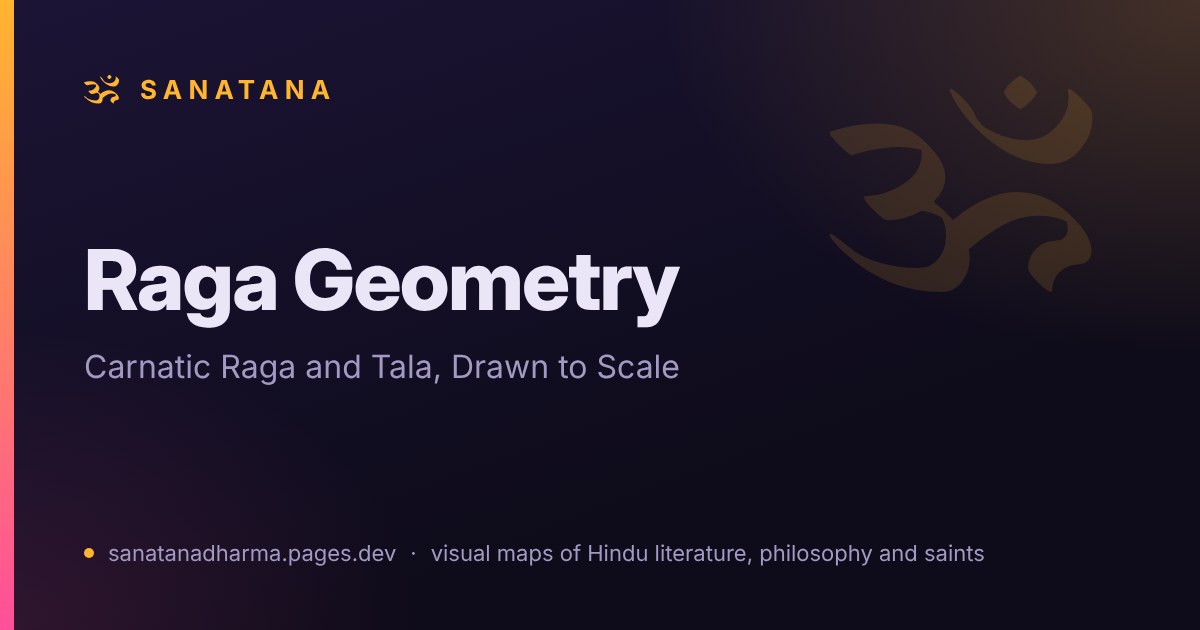 ॐ SANATANA
ॐ
Raga Geometry
Carnatic Raga and Tala, Drawn to Scale
sanatanadharma.pages.dev · visual maps of Hindu literature, philosophy and saints